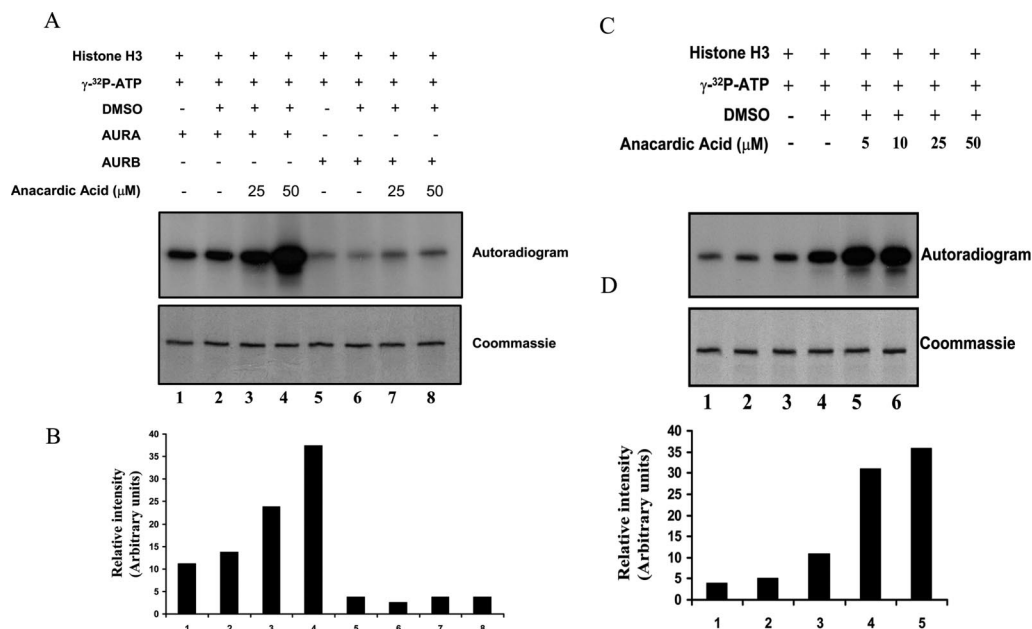 A
Histone H3 + + + + + + + +
γ-³²P-ATP + + + + + + + +
DMSO - + + + - + + +
AURA + + + + - - - -
AURB - - - - + + + +
Anacardic Acid (μM) - - 25 50 - - 25 50
Autoradiogram
Coommassie
1 2 3 4 5 6 7 8
B
Relative intensity
(Arbitrary units)
40
35
30
25
20
15
10
5
0
1 2 3 4 5 6 7 8
C
Histone H3 + + + + + +
γ-³²P-ATP + + + + + +
DMSO - + + + + +
Anacardic Acid (μM) - - 5 10 25 50
Autoradiogram
D
Coommassie
1 2 3 4 5 6
Relative intensity
(Arbitrary units)
40
35
30
25
20
15
10
5
0
1 2 3 4 5